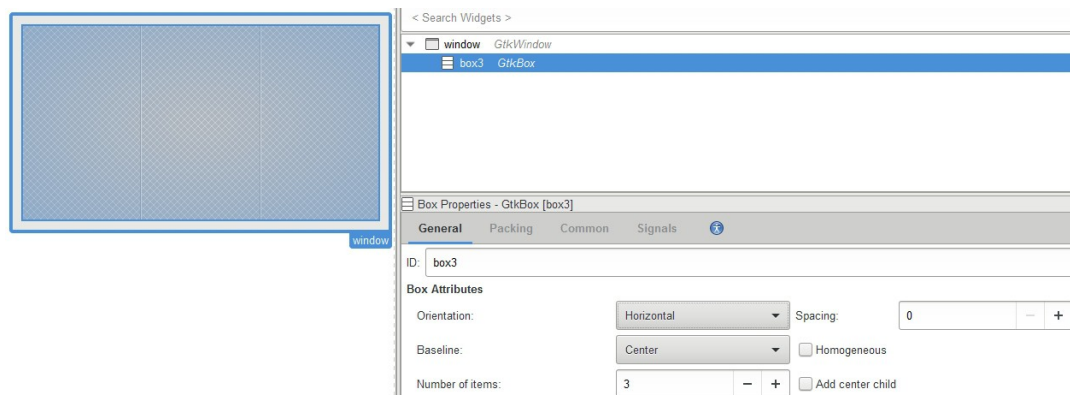 < Search Widgets >
window GtkWindow
box3 GtkBox
window
Box Properties - GtkBox [box3]
General Packing Common Signals
ID: box3
Box Attributes
Orientation: Horizontal Spacing: 0
Baseline: Center Homogeneous
Number of items: 3 Add center child